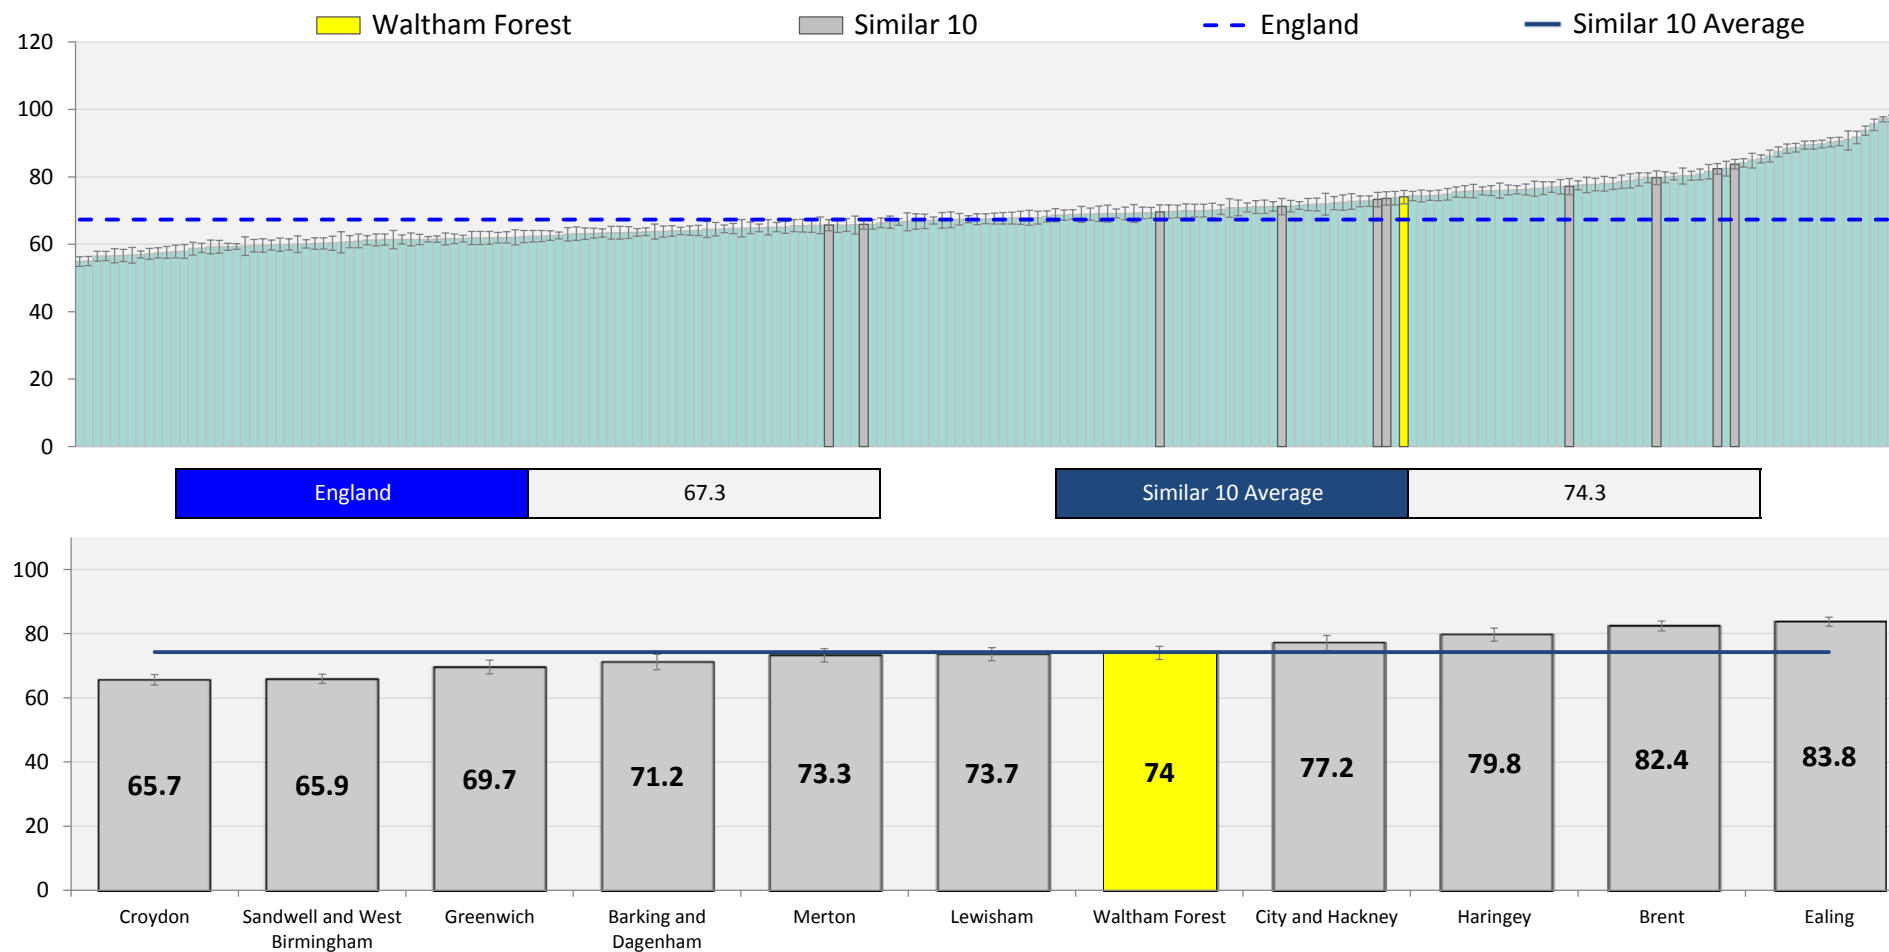 Waltham Forest Similar 10 England Similar 10 Average
120
100
80
60
40
20
0
England 67.3 Similar 10 Average 74.3
100
80
60
40
20
0
65.7 65.9 69.7 71.2 73.3 73.7 74 77.2 79.8 82.4 83.8
Croydon
Sandwell and West
Birmingham
Greenwich
Barking and
Dagenham
Merton
Lewisham
Waltham Forest
City and Hackney
Haringey
Brent
Ealing